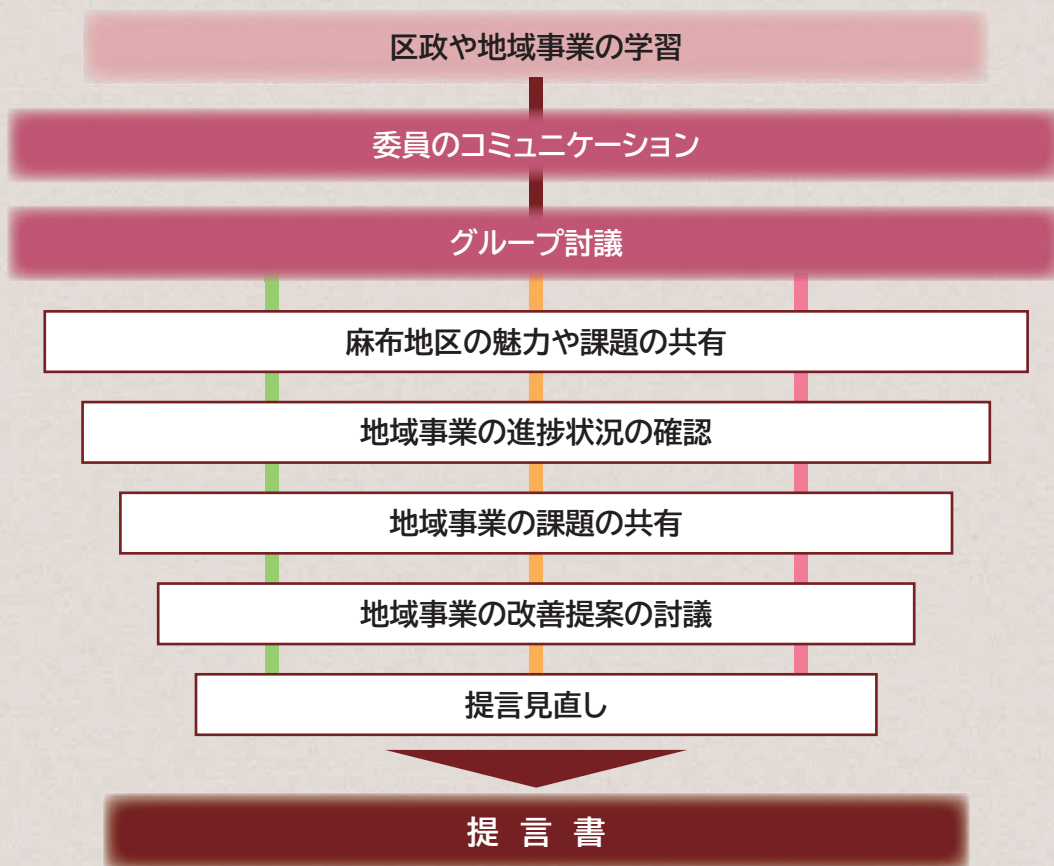 区政や地域事業の学習
委員のコミュニケーション
グループ討議
麻布地区の魅力や課題の共有
地域事業の進捗状況の確認
地域事業の課題の共有
地域事業の改善提案の討議
提言見直し
提 言 書